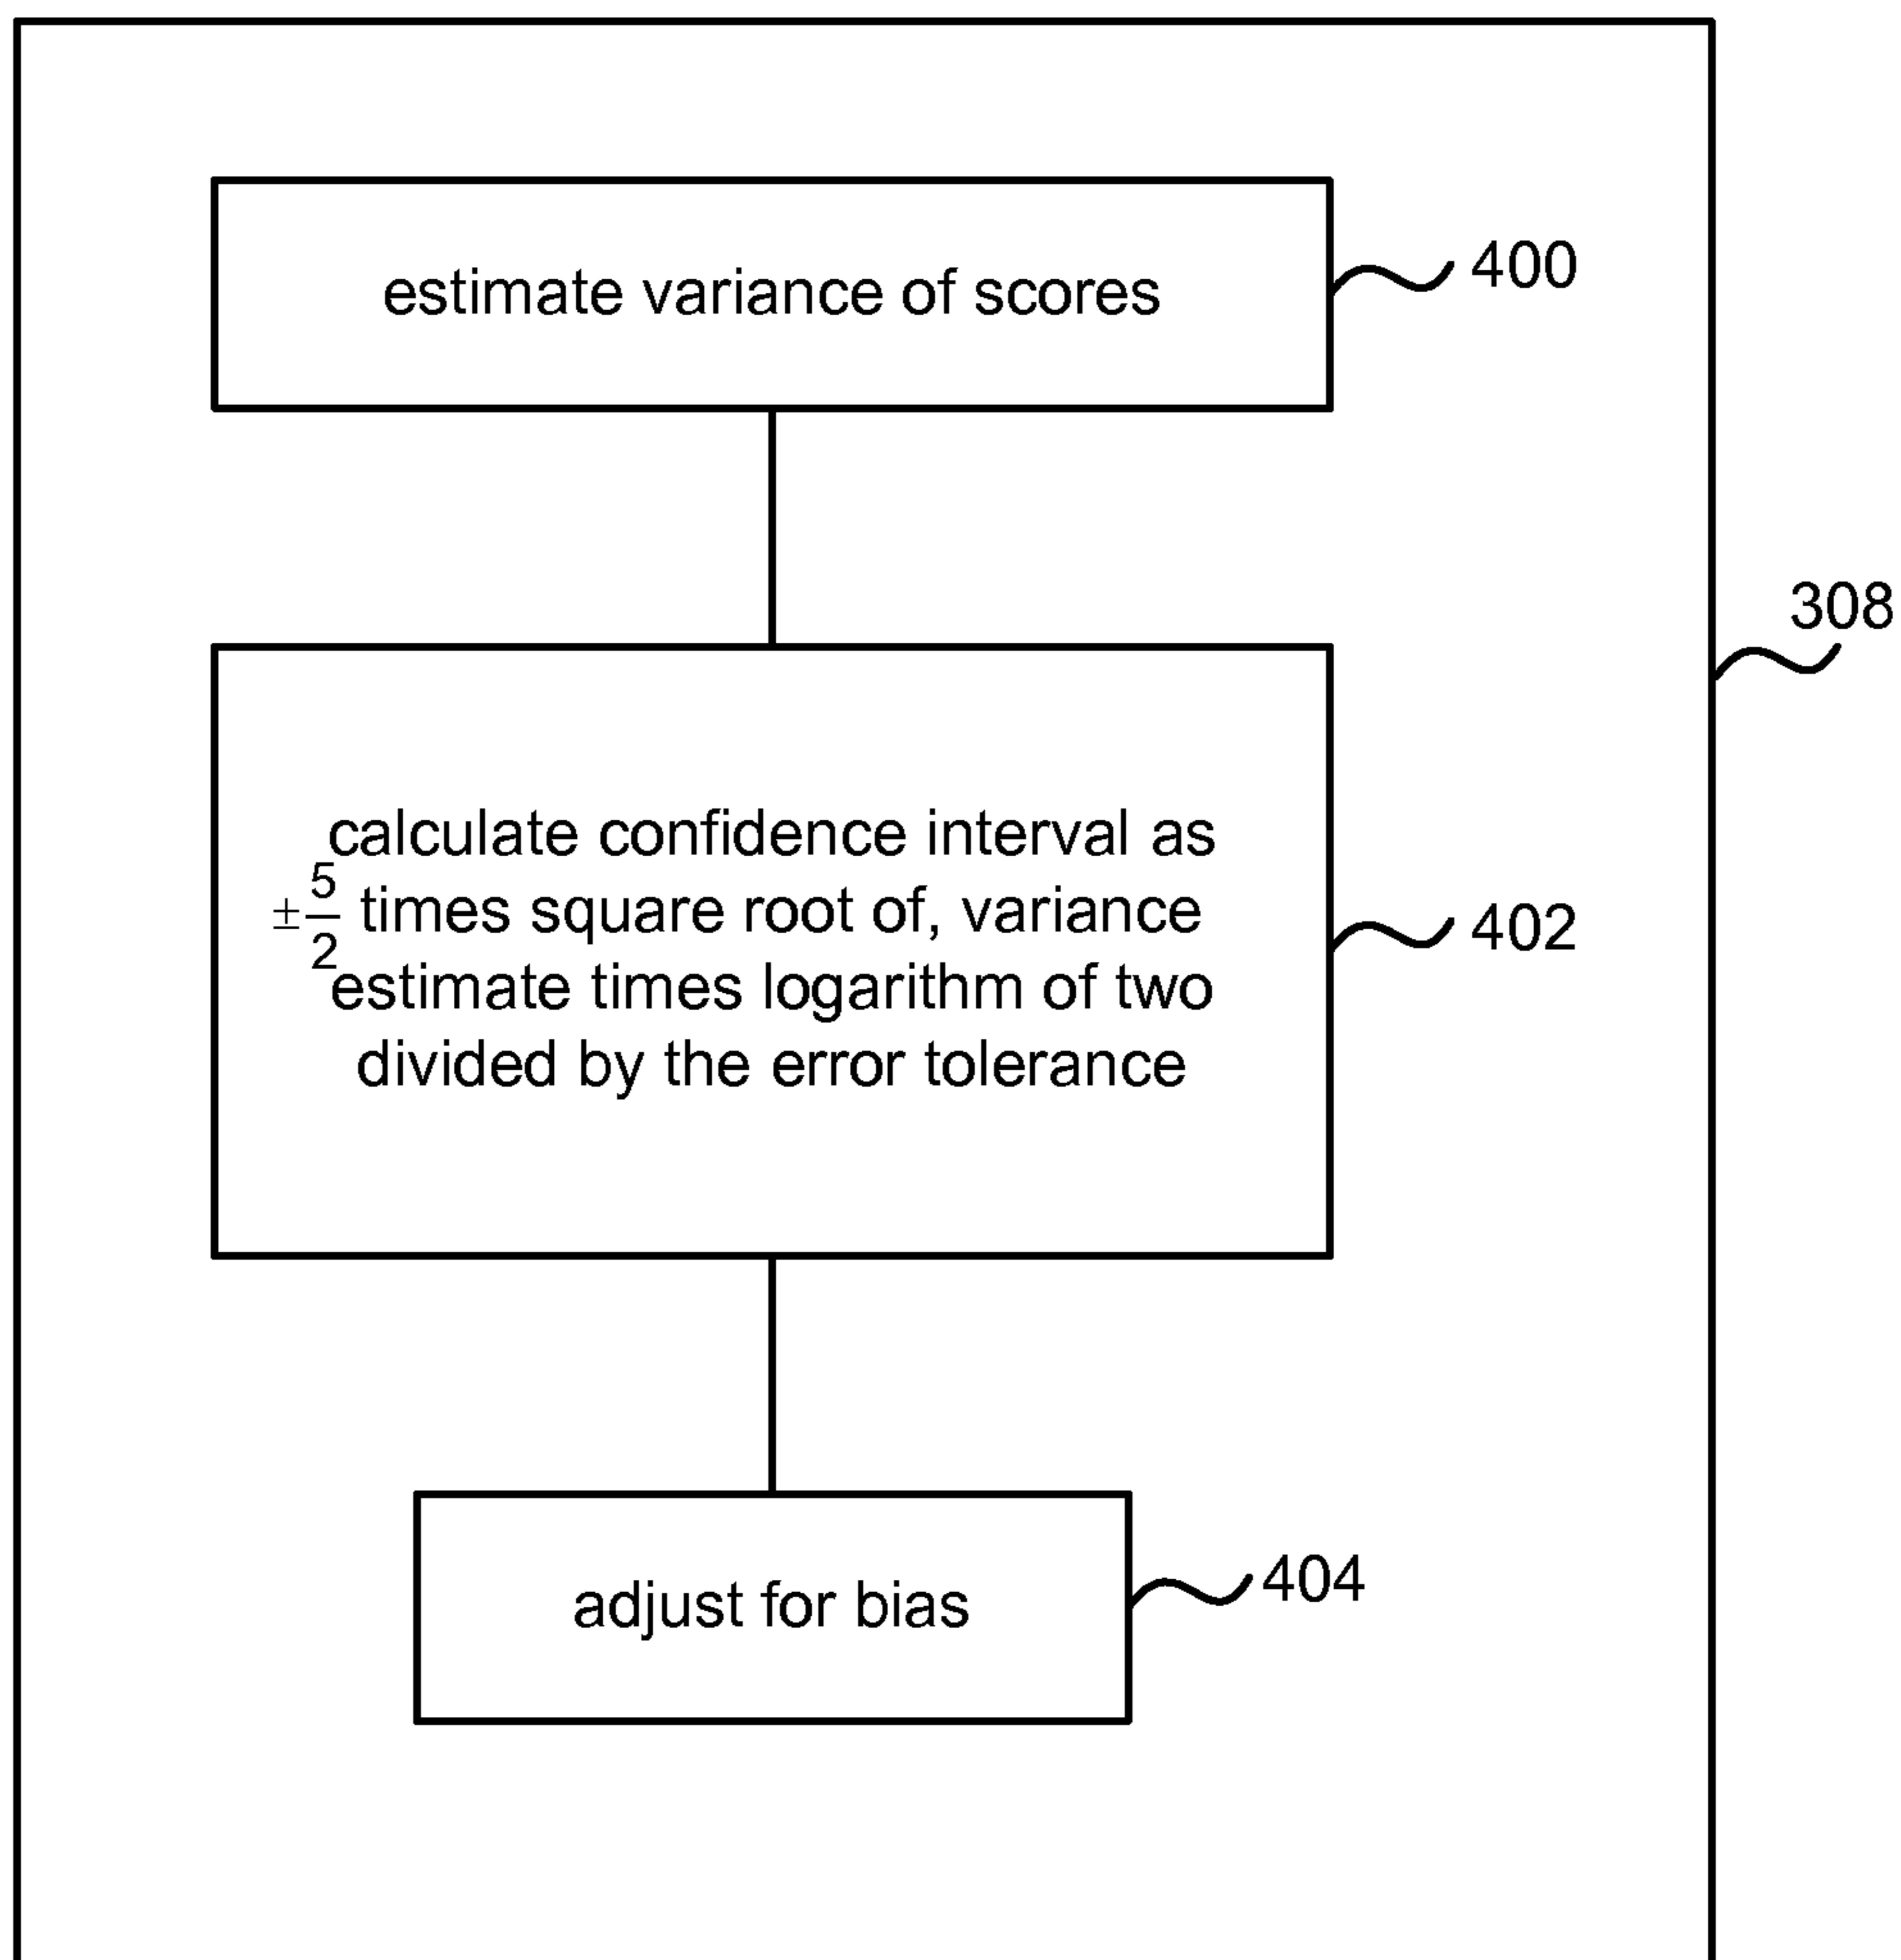 estimate variance of scores
400
308
calculate confidence interval as
±5/2 times square root of, variance
estimate times logarithm of two
divided by the error tolerance
402
adjust for bias
404